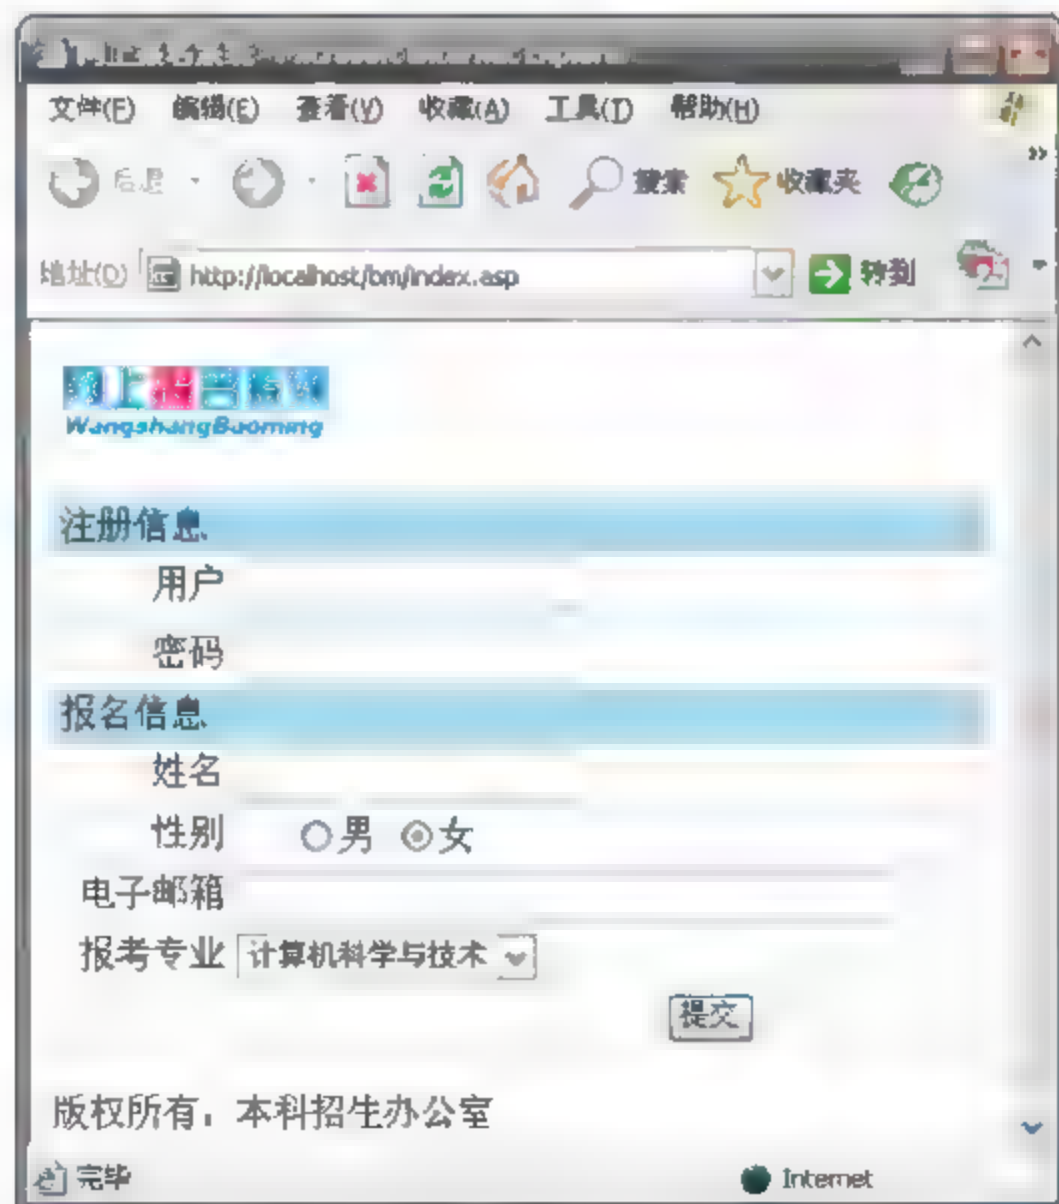 文件(F) 编辑(E) 查看(V) 收藏(A) 工具(T) 帮助(H)
后退 搜索 收藏夹
地址(D) http://localhost/bm/index.asp 转到
WangshangBaoming
注册信息
用户
密码
报名信息
姓名
性别 男 女
电子邮箱
报考专业 计算机科学与技术
提交
版权所有：本科招生办公室
完毕 Internet